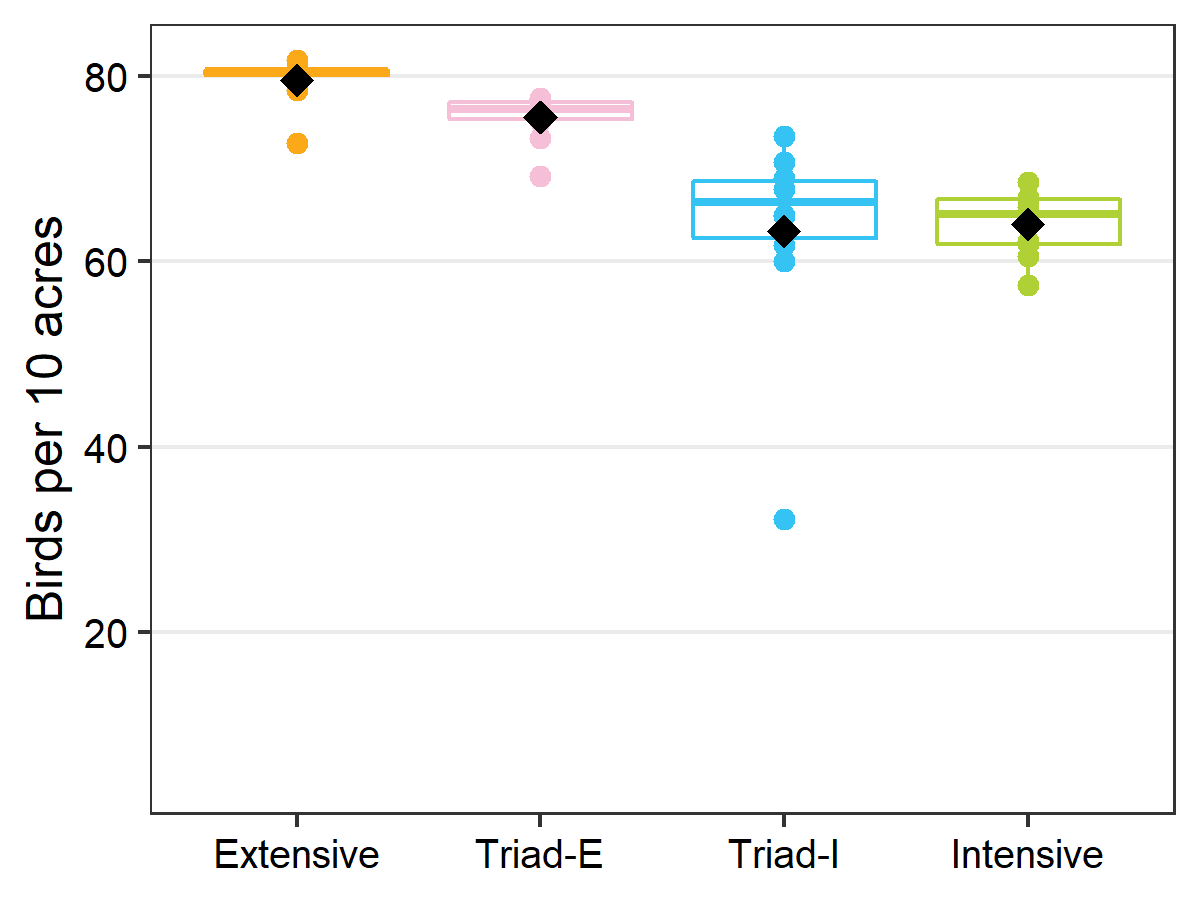 Birds per 10 acres
80
60
40
20
Extensive
Triad-E
Triad-I
Intensive